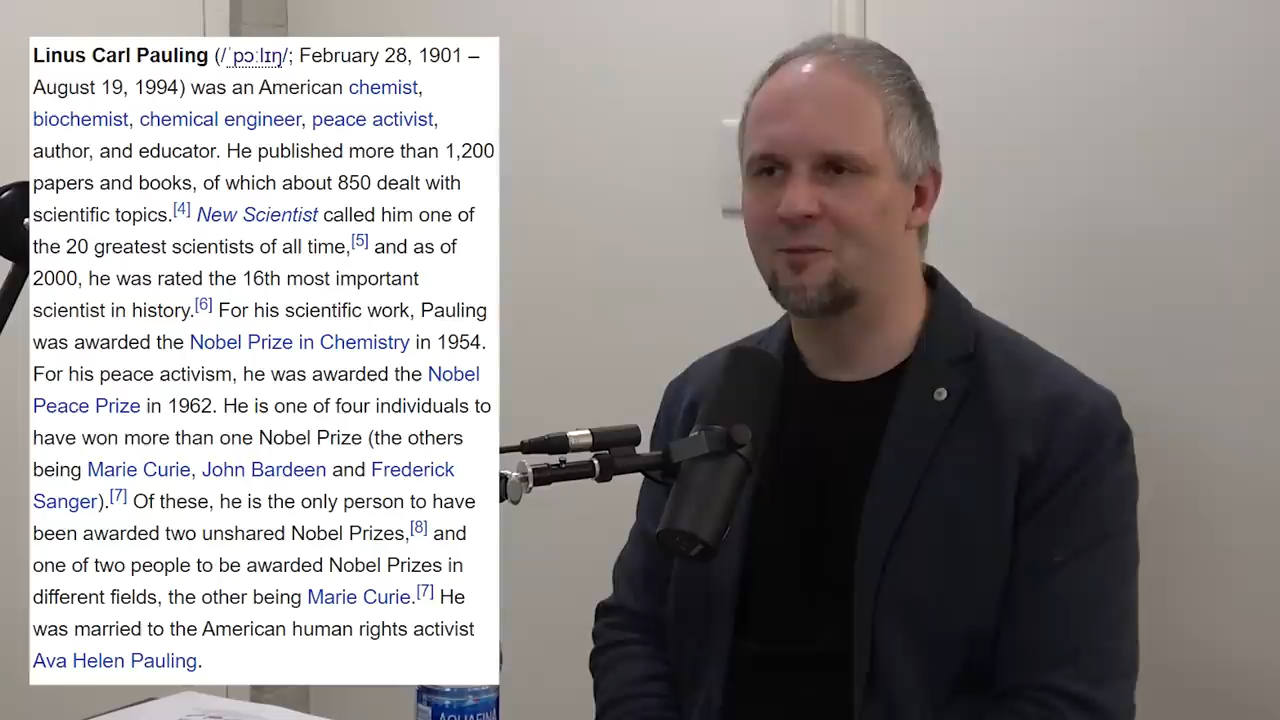 Linus Carl Pauling (/ˈpɔːlɪŋ/; February 28, 1901 –
August 19, 1994) was an American chemist,
biochemist, chemical engineer, peace activist,
author, and educator. He published more than 1,200
papers and books, of which about 850 dealt with
scientific topics.[4] New Scientist called him one of
the 20 greatest scientists of all time,[5] and as of
2000, he was rated the 16th most important
scientist in history.[6] For his scientific work, Pauling
was awarded the Nobel Prize in Chemistry in 1954.
For his peace activism, he was awarded the Nobel
Peace Prize in 1962. He is one of four individuals to
have won more than one Nobel Prize (the others
being Marie Curie, John Bardeen and Frederick
Sanger).[7] Of these, he is the only person to have
been awarded two unshared Nobel Prizes,[8] and
one of two people to be awarded Nobel Prizes in
different fields, the other being Marie Curie.[7] He
was married to the American human rights activist
Ava Helen Pauling.
AQUAFINA